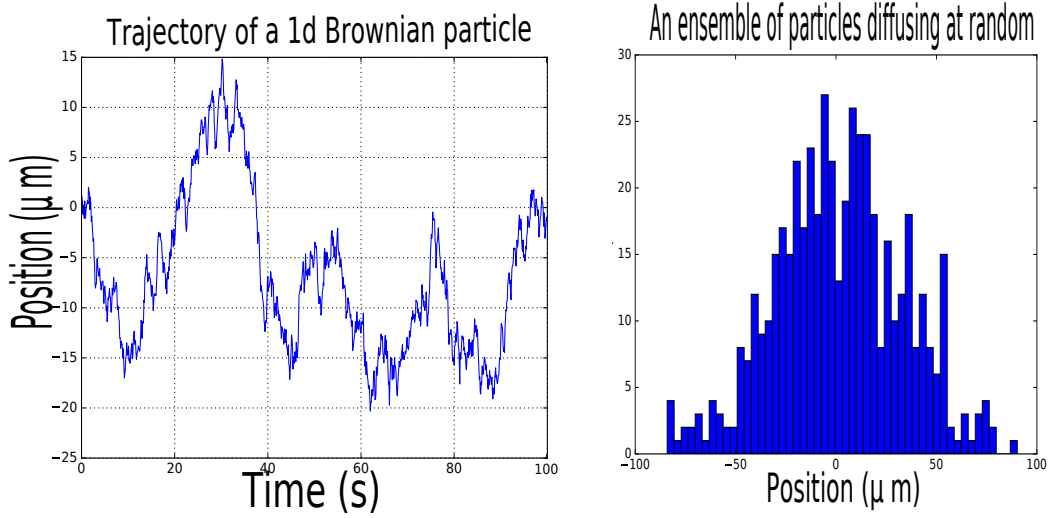 Trajectory of a 1d Brownian particle
15
10
5
0
−5
−10
−15
−20
−25
Position (μ m)
0 20 40 60 80 100
Time (s)
An ensemble of particles diffusing at random
30
25
20
15
10
5
0
−100 −50 0 50 100
Position (μ m)